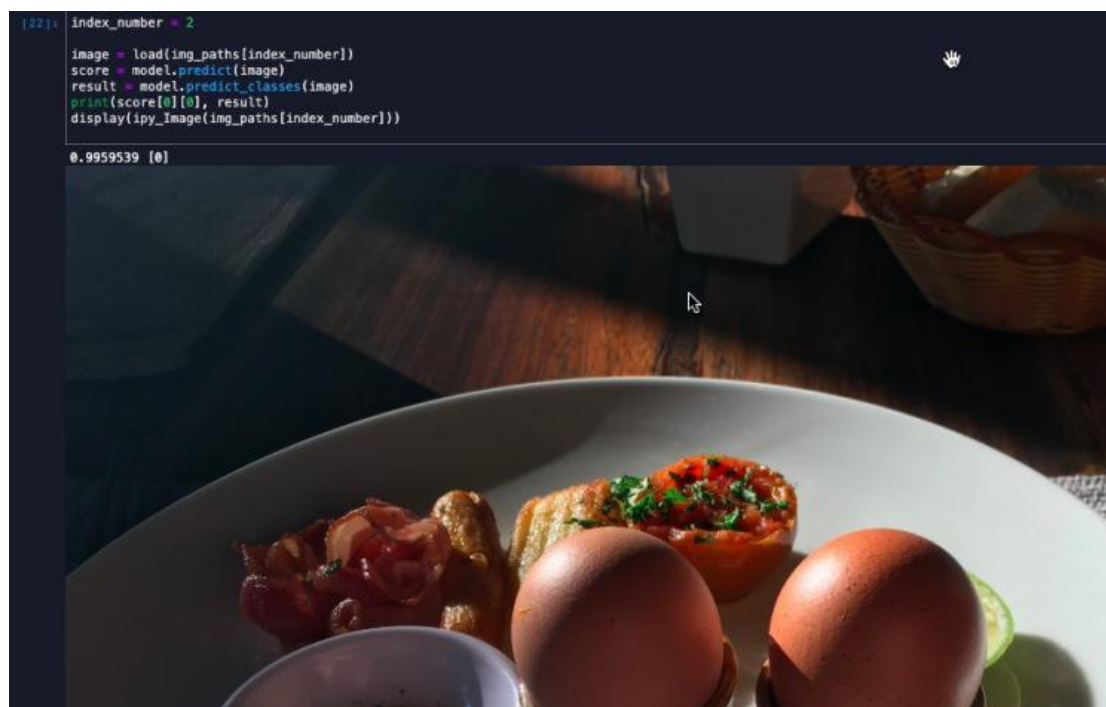 [22]: index_number = 2
image = load(img_paths[index_number])
score = model.predict(image)
result = model.predict_classes(image)
print(score[0][0], result)
display(ipy_Image(img_paths[index_number]))
0.9959539 [0]